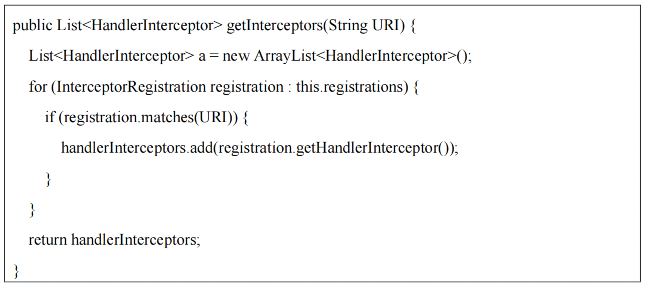 public List<HandlerInterceptor> getInterceptors(String URI) {
List<HandlerInterceptor> a = new ArrayList<HandlerInterceptor>();
for (InterceptorRegistration registration : this.registrations) {
if (registration.matches(URI)) {
handlerInterceptors.add(registration.getHandlerInterceptor());
}
}
return handlerInterceptors;
}